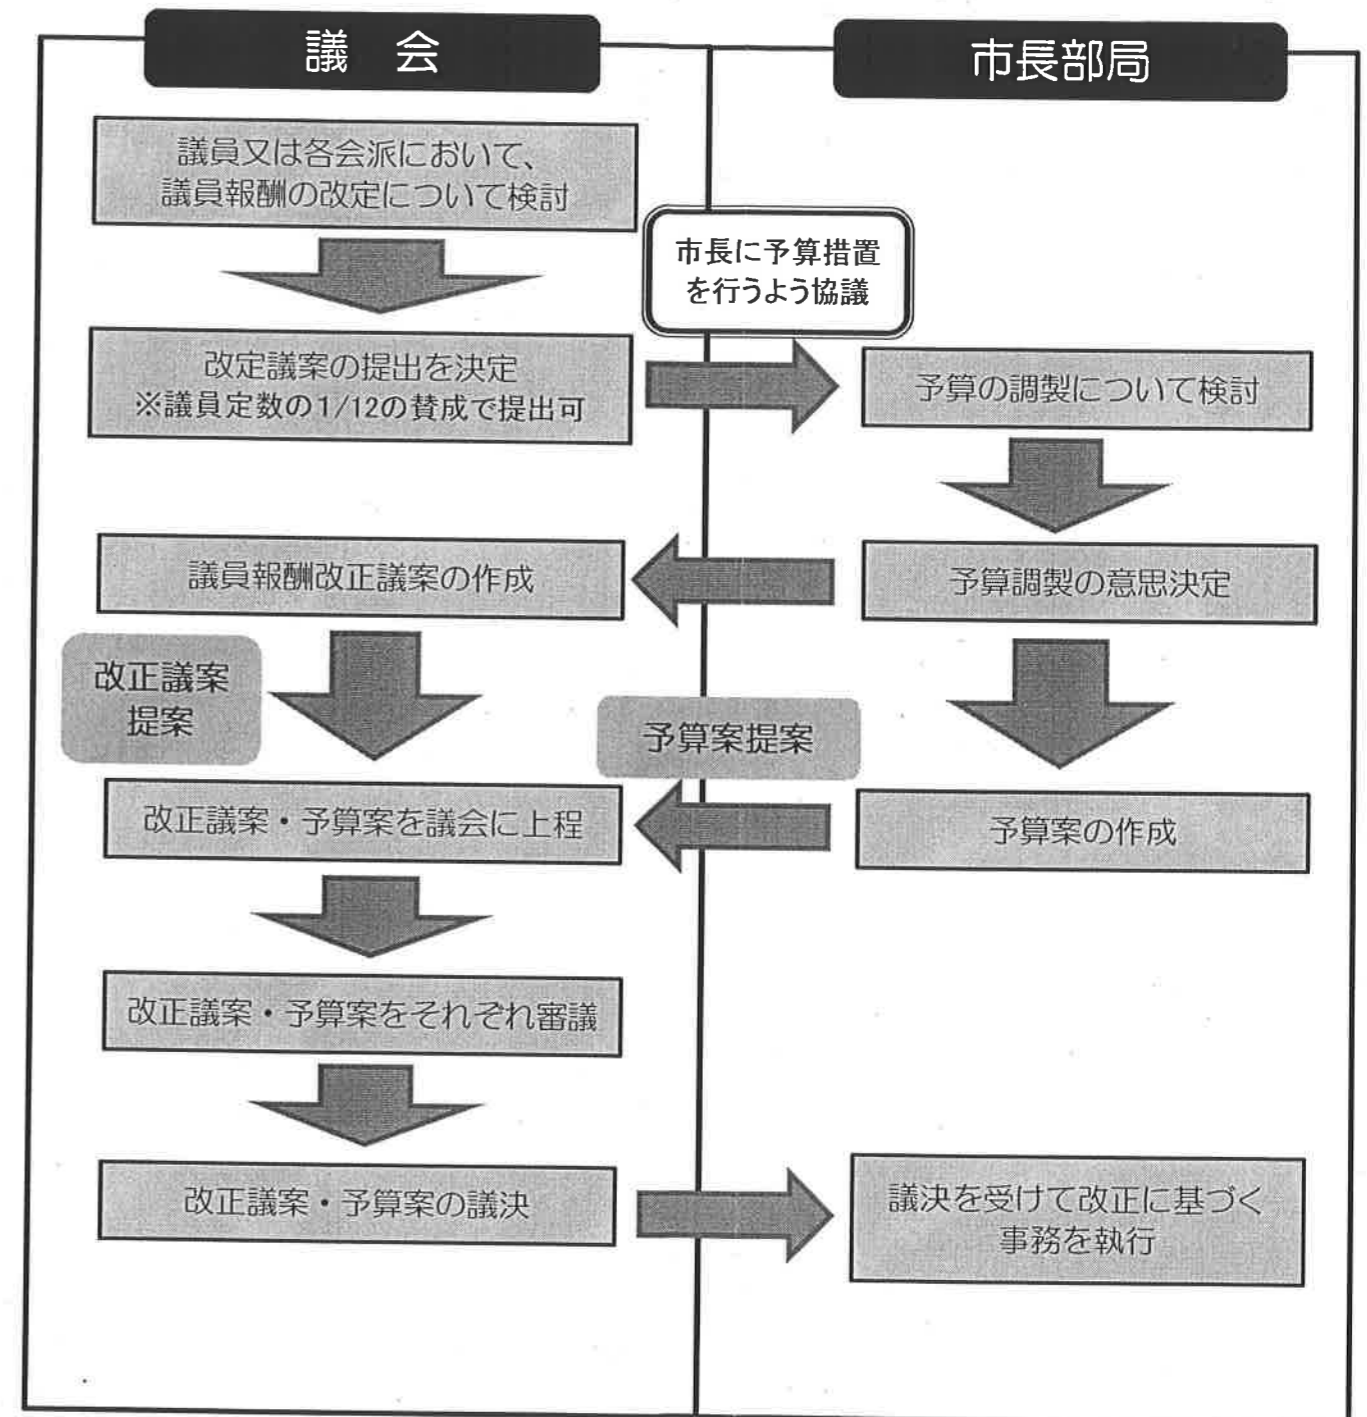 議　会
市長部局
議員又は各会派において、
議員報酬の改定について検討
市長に予算措置
を行うよう協議
改定議案の提出を決定
※議員定数の1/12の賛成で提出可
予算の調製について検討
議員報酬改正議案の作成
予算調製の意思決定
改正議案
提案
予算案提案
改正議案・予算案を議会に上程
予算案の作成
改正議案・予算案をそれぞれ審議
改正議案・予算案の議決
議決を受けて改正に基づく
事務を執行